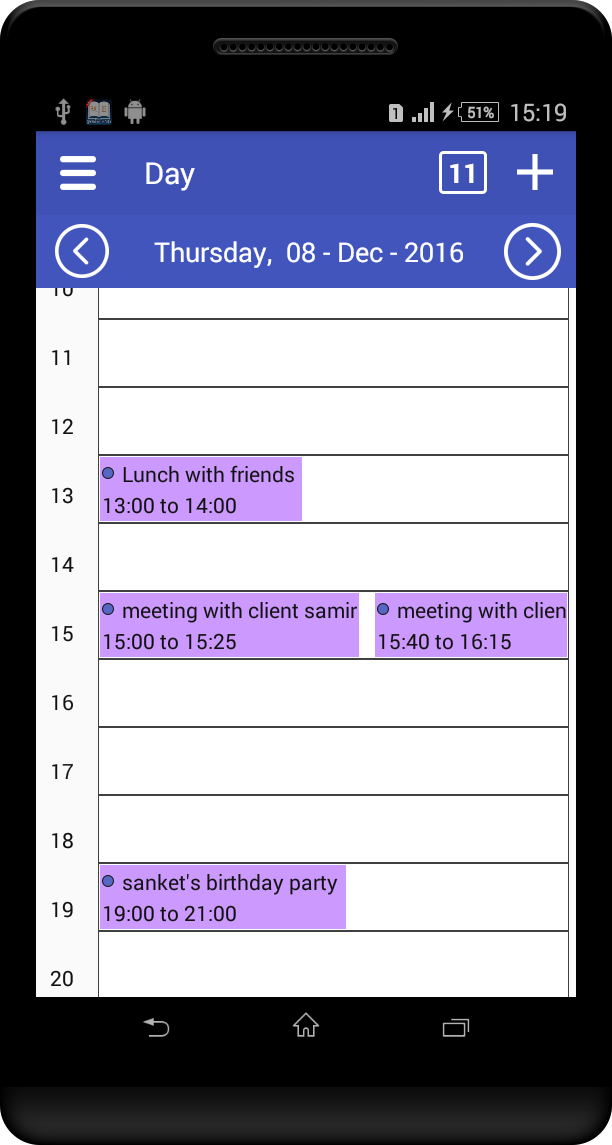 1
51%
15:19
Day
11
Thursday, 08 - Dec - 2016
10
11
12
13
Lunch with friends
13:00 to 14:00
14
15
meeting with client samir
15:00 to 15:25
meeting with clien
15:40 to 16:15
16
17
18
19
sanket's birthday party
19:00 to 21:00
20